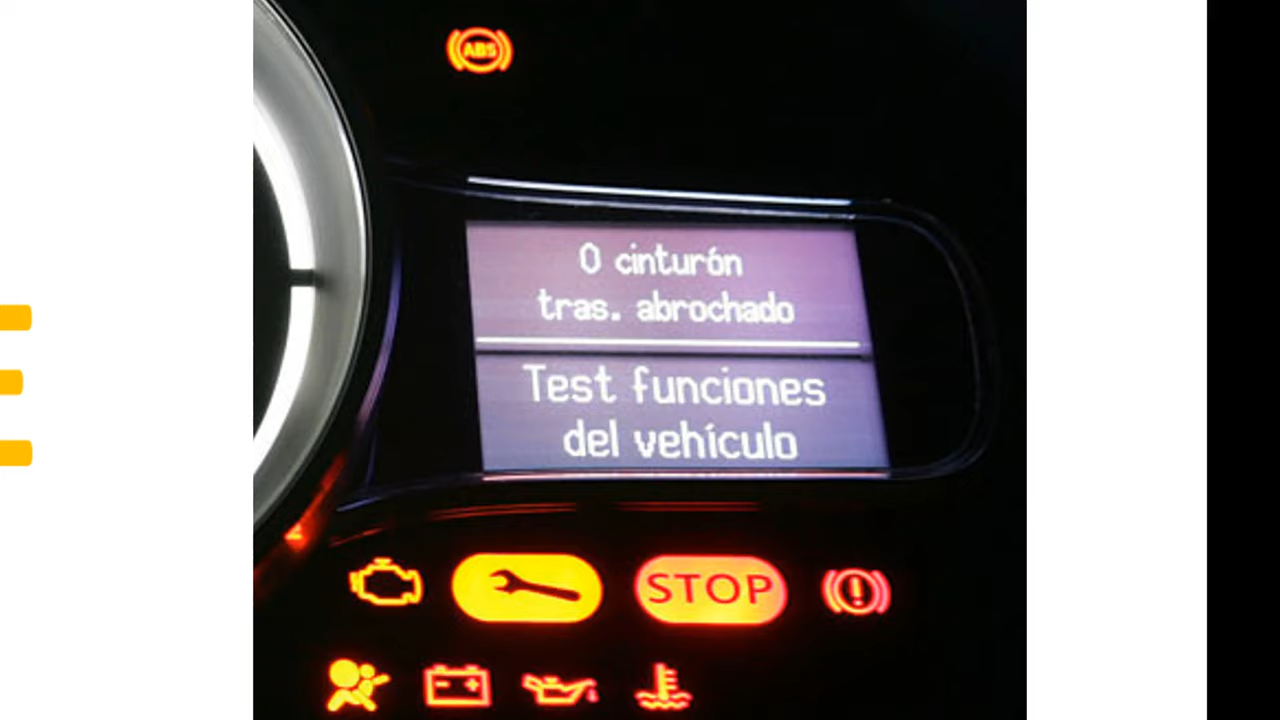 ABS
0 cinturón
tras. abrochado
Test funciones
del vehículo
STOP